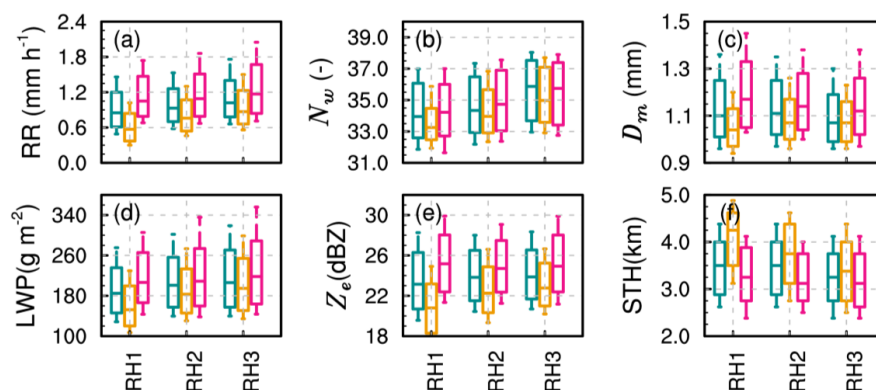 (a) (b) (c)
RR (mm h⁻¹) 2.4 1.8 1.2 0.6 0.0
N_w (-) 39.0 37.0 35.0 33.0 31.0
D_m (mm) 1.5 1.3 1.1 0.9
(d) (e) (f)
LWP(g m⁻²) 340 260 180 100
Z_e(dBZ) 30 26 22 18
STH(km) 5.0 4.0 3.0 2.0
RH1 RH2 RH3 RH1 RH2 RH3 RH1 RH2 RH3